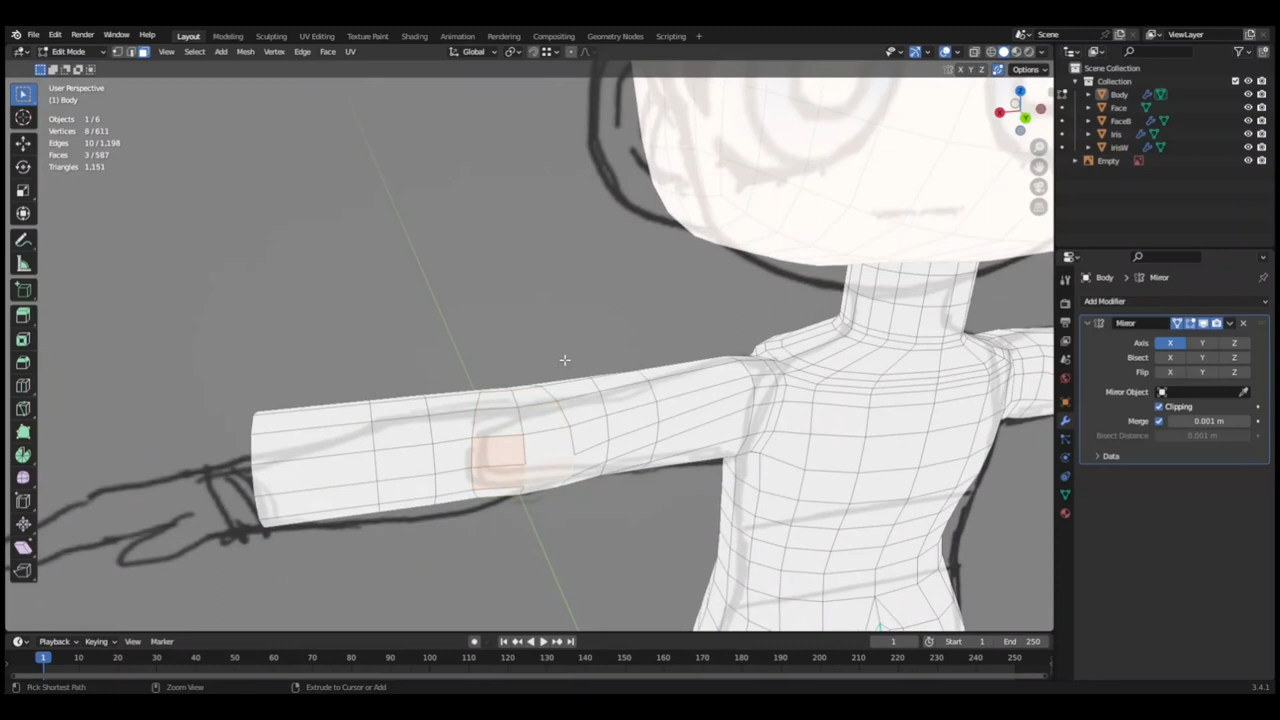 File Edit Render Window Help Layout Modeling Sculpting UV Editing Texture Paint Shading Animation Rendering Compositing Geometry Nodes Scripting Scene ViewLayer
Edit Mode View Select Add Mesh Vertex Edge Face UV Global
X Y Z Options
User Perspective
(1) Body
Objects 1 / 6
Vertices 8 / 611
Edges 10 / 1,198
Faces 3 / 587
Triangles 1,151
Z
X
Y
Scene Collection
Collection
Body
Face
FaceB
Iris
IrisW
Empty
Body Mirror
Add Modifier
Mirror
Axis X Y Z
Bisect X Y Z
Flip X Y Z
Mirror Object
Clipping
Merge 0.001 m
Bisect Distance 0.001 m
Data
Playback Keying View Marker 1 Start 1 End 250
1 10 20 30 40 50 60 70 80 90 100 110 120 130 140 150 160 170 180 190 200 210 220 230 240 250
Pick Shortest Path Zoom View Extrude to Cursor or Add 3.4.1